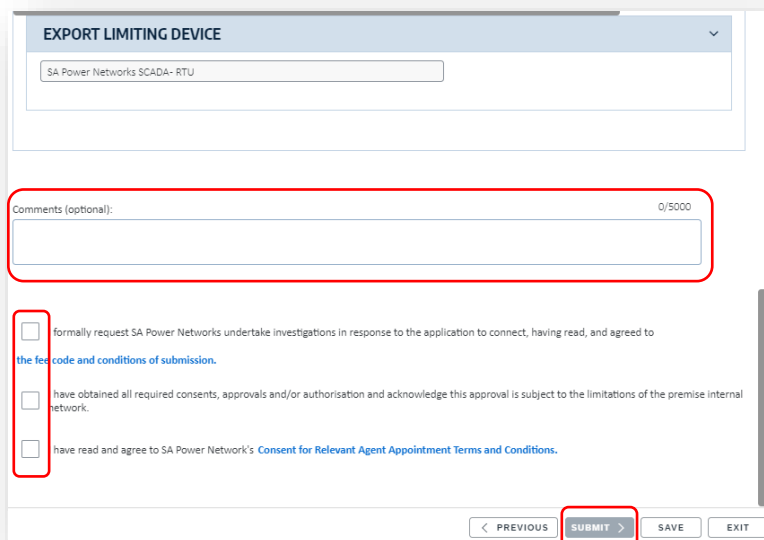 EXPORT LIMITING DEVICE
SA Power Networks SCADA- RTU
Comments (optional):
0/5000
formally request SA Power Networks undertake investigations in response to the application to connect, having read, and agreed to
the fee code and conditions of submission.
have obtained all required consents, approvals and/or authorisation and acknowledge this approval is subject to the limitations of the premise internal
network.
have read and agree to SA Power Network's Consent for Relevant Agent Appointment Terms and Conditions.
< PREVIOUS
SUBMIT >
SAVE
EXIT